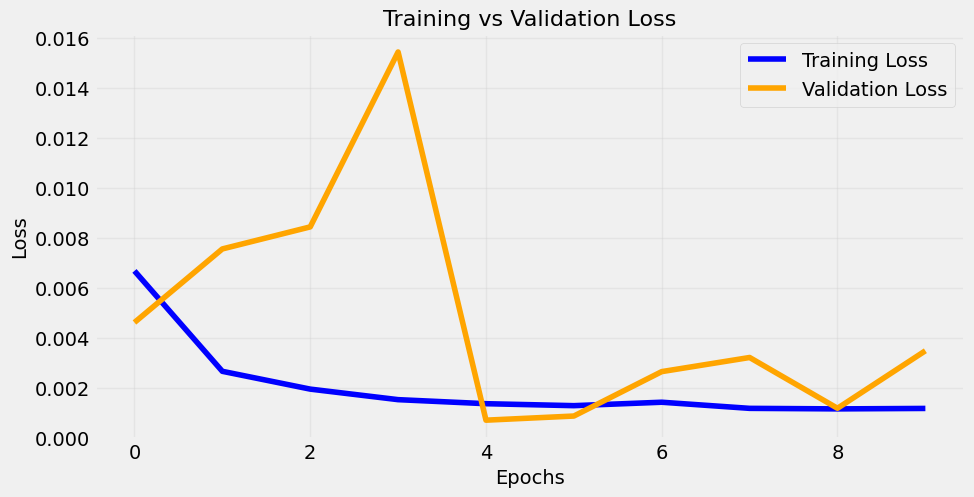 Training vs Validation Loss
0.016
0.014
0.012
0.010
0.008
0.006
0.004
0.002
0.000
Loss
Training Loss
Validation Loss
0 2 4 6 8
Epochs